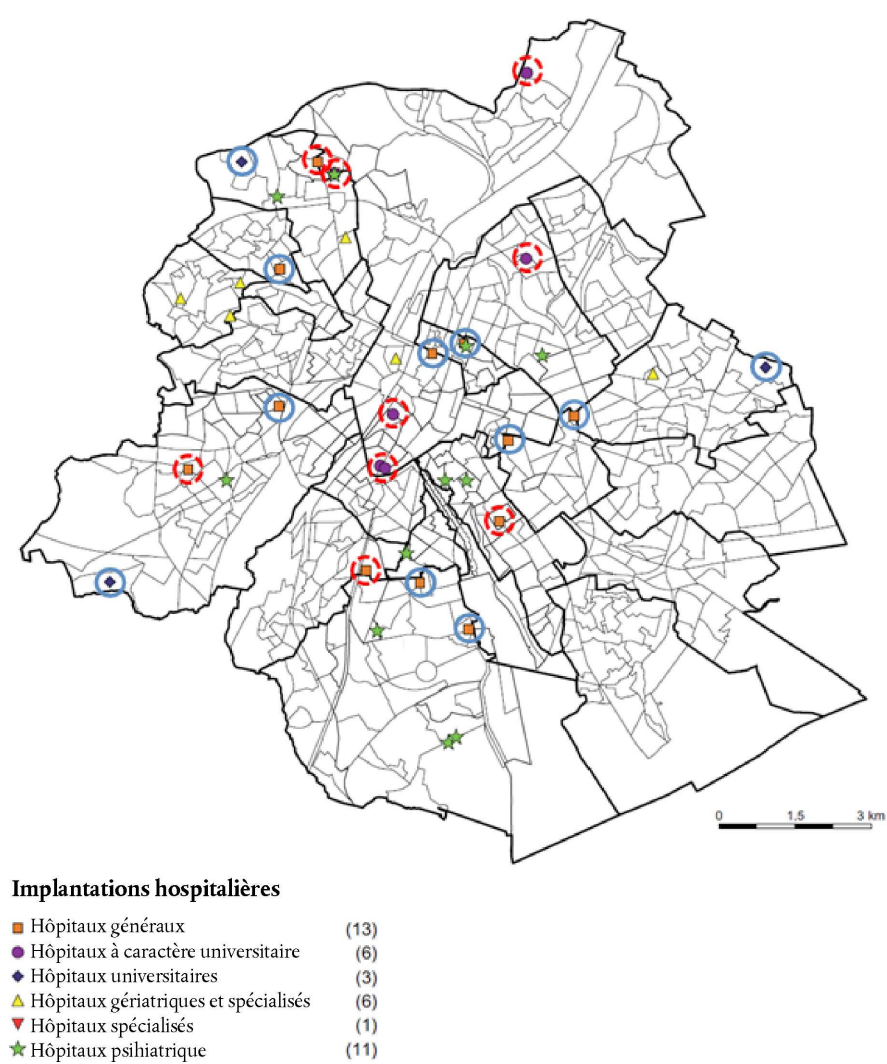 0 1,5 3 km
Implantations hospitalières
Hôpitaux généraux (13)
Hôpitaux à caractère universitaire (6)
Hôpitaux universitaires (3)
Hôpitaux gériatriques et spécialisés (6)
Hôpitaux spécialisés (1)
Hôpitaux psihiatrique (11)